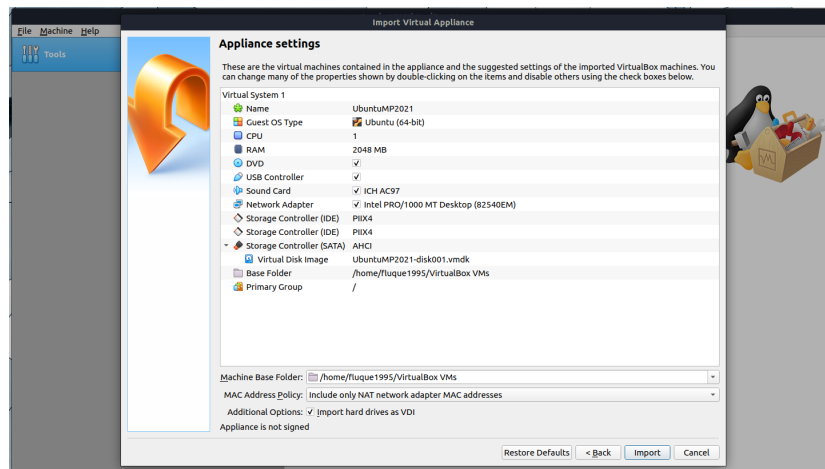 Import Virtual Appliance
File Machine Help
Tools
Appliance settings
These are the virtual machines contained in the appliance and the suggested settings of the imported VirtualBox machines. You
can change many of the properties shown by double-clicking on the items and disable others using the check boxes below.
Virtual System 1
Name UbuntuMP2021
Guest OS Type Ubuntu (64-bit)
CPU 1
RAM 2048 MB
DVD
USB Controller
Sound Card ICH AC97
Network Adapter Intel PRO/1000 MT Desktop (82540EM)
Storage Controller (IDE) PIIX4
Storage Controller (IDE) PIIX4
Storage Controller (SATA) AHCI
Virtual Disk Image UbuntuMP2021-disk001.vmdk
Base Folder /home/fluque1995/VirtualBox VMs
Primary Group /
Machine Base Folder: /home/fluque1995/VirtualBox VMs
MAC Address Policy: Include only NAT network adapter MAC addresses
Additional Options: Import hard drives as VDI
Appliance is not signed
Restore Defaults < Back Import Cancel